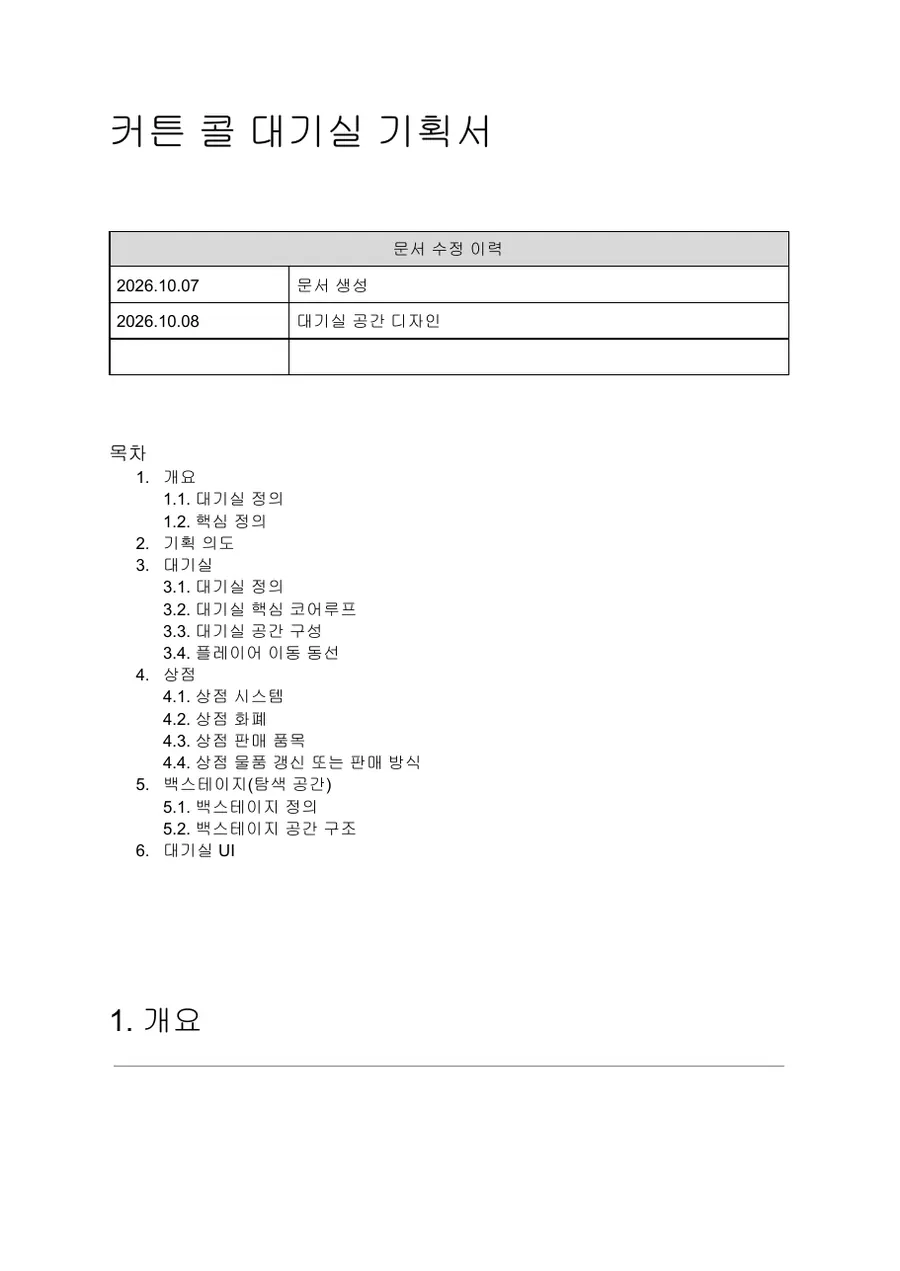 커튼 콜 대기실 기획서
문서 수정 이력
2026.10.07 문서 생성
2026.10.08 대기실 공간 디자인
목차
1. 개요
1.1. 대기실 정의
1.2. 핵심 정의
2. 기획 의도
3. 대기실
3.1. 대기실 정의
3.2. 대기실 핵심 코어루프
3.3. 대기실 공간 구성
3.4. 플레이어 이동 동선
4. 상점
4.1. 상점 시스템
4.2. 상점 화폐
4.3. 상점 판매 품목
4.4. 상점 물품 갱신 또는 판매 방식
5. 백스테이지(탐색 공간)
5.1. 백스테이지 정의
5.2. 백스테이지 공간 구조
6. 대기실 UI
1. 개요